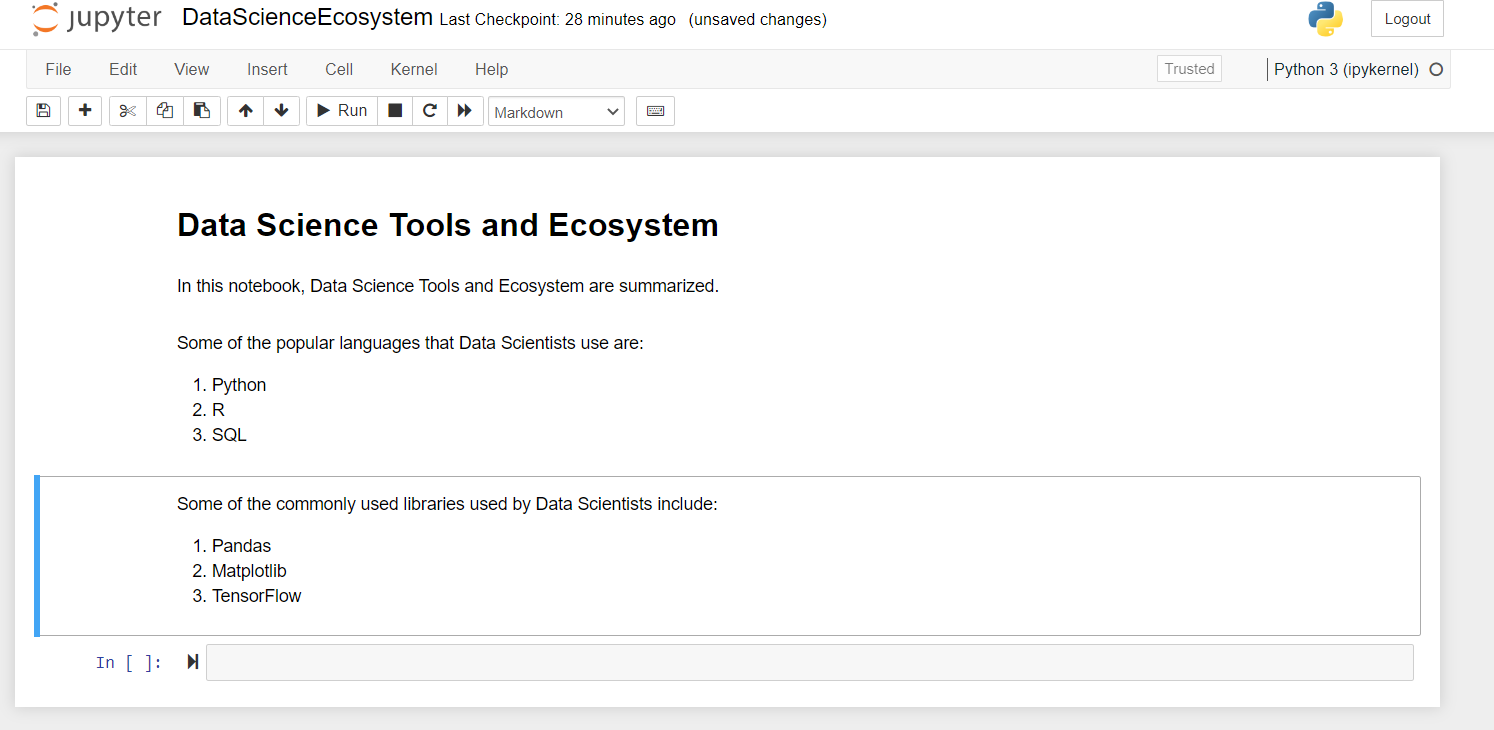 jupyter DataScienceEcosystem Last Checkpoint: 28 minutes ago (unsaved changes) Logout
File Edit View Insert Cell Kernel Help Trusted Python 3 (ipykernel)
Run Markdown
Data Science Tools and Ecosystem
In this notebook, Data Science Tools and Ecosystem are summarized.
Some of the popular languages that Data Scientists use are:
1. Python
2. R
3. SQL
Some of the commonly used libraries used by Data Scientists include:
1. Pandas
2. Matplotlib
3. TensorFlow
In [ ]: